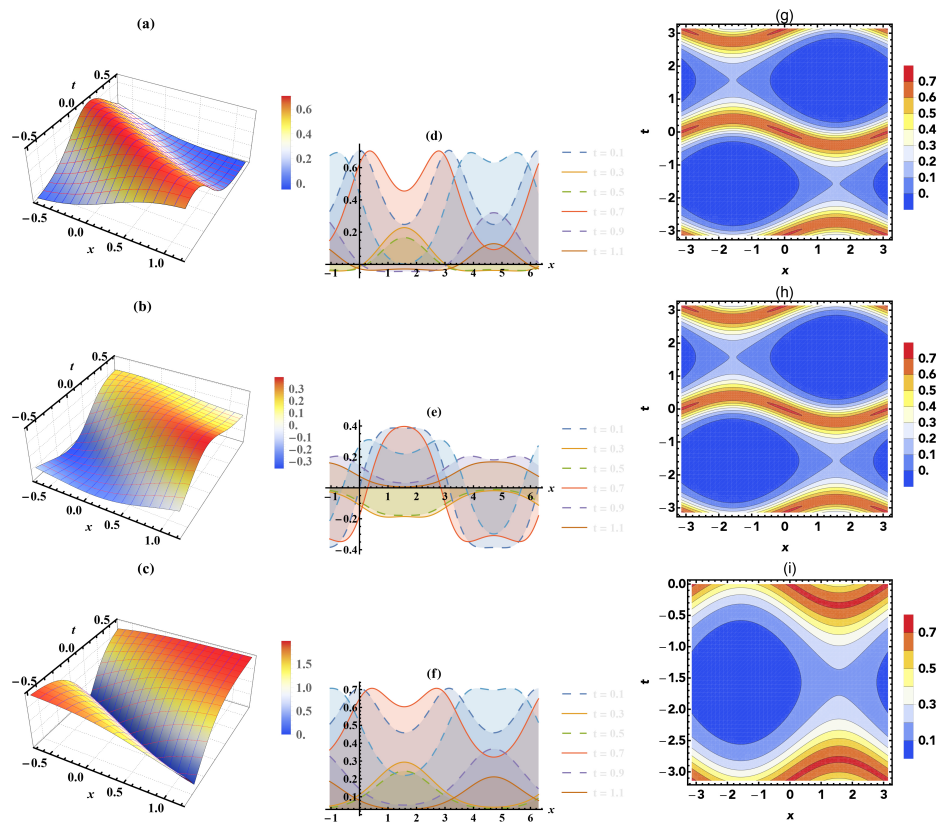 (a)
t
0.5
0.0
−0.5
−0.5
0.0
0.5
1.0
x
0.6
0.4
0.2
0.
(b)
t
0.5
0.0
−0.5
−0.5
0.0
0.5
1.0
x
0.3
0.2
0.1
0.
−0.1
−0.2
−0.3
(c)
t
0.5
0.0
−0.5
−0.5
0.0
0.5
1.0
x
1.5
1.0
0.5
0.
(d)
0.6
0.4
0.2
−1 1 2 3 4 5 6 x
t = 0.1
t = 0.3
t = 0.5
t = 0.7
t = 0.9
t = 1.1
(e)
0.4
0.2
−0.2
−0.4
−1 1 2 3 4 5 6 x
t = 0.1
t = 0.3
t = 0.5
t = 0.7
t = 0.9
t = 1.1
(f)
0.7
0.5
0.4
0.3
0.2
0.1
−1 0 1 2 3 4 5 6 x
t = 0.1
t = 0.3
t = 0.5
t = 0.7
t = 0.9
t = 1.1
(g)
t
3
2
1
0
−1
−2
−3
−3 −2 −1 0 1 2 3
x
0.7
0.6
0.5
0.4
0.3
0.2
0.1
0.
(h)
t
3
2
1
0
−1
−2
−3
−3 −2 −1 0 1 2 3
x
0.7
0.6
0.5
0.4
0.3
0.2
0.1
0.
(i)
t
0.0
−0.5
−1.0
−1.5
−2.0
−2.5
−3.0
−3 −2 −1 0 1 2 3
x
0.7
0.5
0.3
0.1